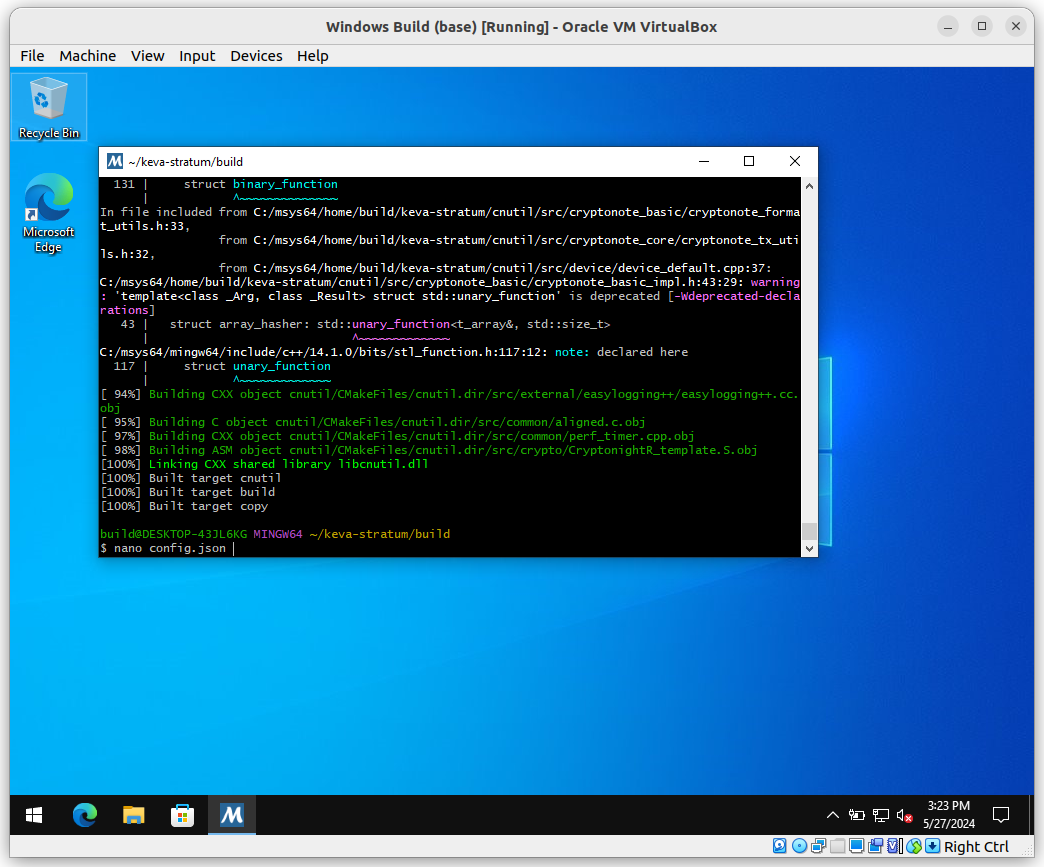 Windows Build (base) [Running] - Oracle VM VirtualBox
File Machine View Input Devices Help
Recycle Bin
Microsoft
Edge
~/keva-stratum/build
131 | struct binary_function
| ^~~~~~~~~~~~~~~
In file included from C:/msys64/home/build/keva-stratum/cnutil/src/cryptonote_basic/cryptonote_forma
t_utils.h:33,
from C:/msys64/home/build/keva-stratum/cnutil/src/cryptonote_core/cryptonote_tx_uti
ls.h:32,
from C:/msys64/home/build/keva-stratum/cnutil/src/device/device_default.cpp:37:
C:/msys64/home/build/keva-stratum/cnutil/src/cryptonote_basic/cryptonote_basic_impl.h:43:29: warning
: 'template<class _Arg, class _Result> struct std::unary_function' is deprecated [-Wdeprecated-decla
rations]
43 | struct array_hasher: std::unary_function<t_array&, std::size_t>
| ^~~~~~~~~~~~~~
C:/msys64/mingw64/include/c++/14.1.0/bits/stl_function.h:117:12: note: declared here
117 | struct unary_function
| ^~~~~~~~~~~~~~
[ 94%] Building CXX object cnutil/CMakeFiles/cnutil.dir/src/external/easylogging++/easylogging++.cc.
obj
[ 95%] Building C object cnutil/CMakeFiles/cnutil.dir/src/common/aligned.c.obj
[ 97%] Building CXX object cnutil/CMakeFiles/cnutil.dir/src/common/perf_timer.cpp.obj
[ 98%] Building ASM object cnutil/CMakeFiles/cnutil.dir/src/crypto/CryptonightR_template.S.obj
[100%] Linking CXX shared library libcnutil.dll
[100%] Built target cnutil
[100%] Built target build
[100%] Built target copy
build@DESKTOP-43JL6KG MINGW64 ~/keva-stratum/build
$ nano config.json
3:23 PM
5/27/2024
Right Ctrl